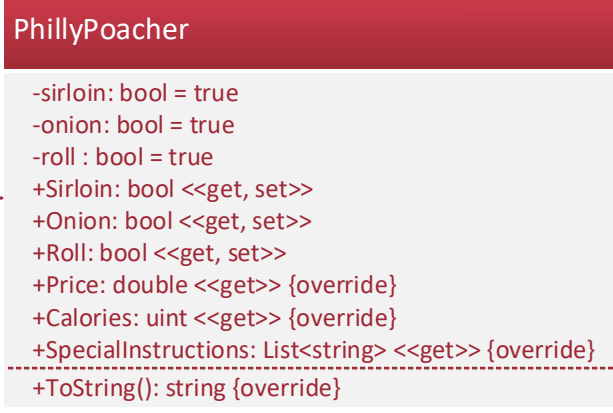 PhillyPoacher
-sirloin: bool = true
-onion: bool = true
-roll : bool = true
+Sirloin: bool <<get, set>>
+Onion: bool <<get, set>>
+Roll: bool <<get, set>>
+Price: double <<get>> {override}
+Calories: uint <<get>> {override}
+SpecialInstructions: List<string> <<get>> {override}
+ToString(): string {override}